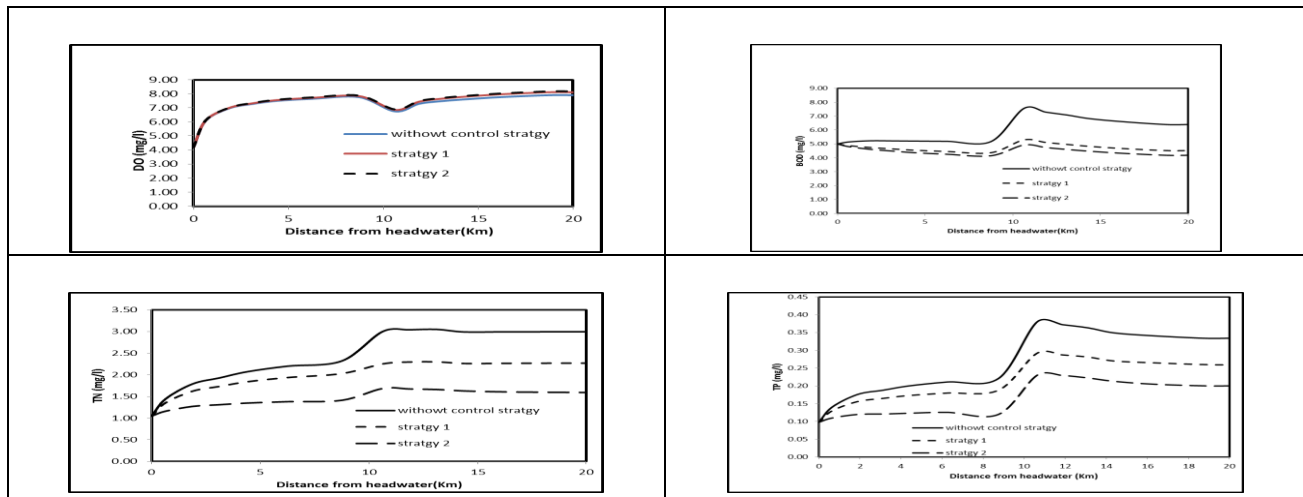 9.00
8.00
7.00
6.00
5.00
4.00
3.00
2.00
1.00
0.00
DO (mg/l)
withowt control stratgy
stratgy 1
stratgy 2
0 5 10 15 20
Distance from headwater(Km)
9.00
8.00
7.00
6.00
5.00
4.00
3.00
2.00
1.00
0.00
BOD (mg/l)
withowt control stratgy
stratgy 1
stratgy 2
0 5 10 15 20
Distance from headwater(Km)
3.50
3.00
2.50
2.00
1.50
1.00
0.50
0.00
TN (mg/l)
withowt control stratgy
stratgy 1
stratgy 2
0 5 10 15 20
Distance from headwater(Km)
0.45
0.40
0.35
0.30
0.25
0.20
0.15
0.10
0.05
0.00
TP (mg/l)
withowt control stratgy
stratgy 1
stratgy 2
0 2 4 6 8 10 12 14 16 18 20
Distance from headwater (Km)